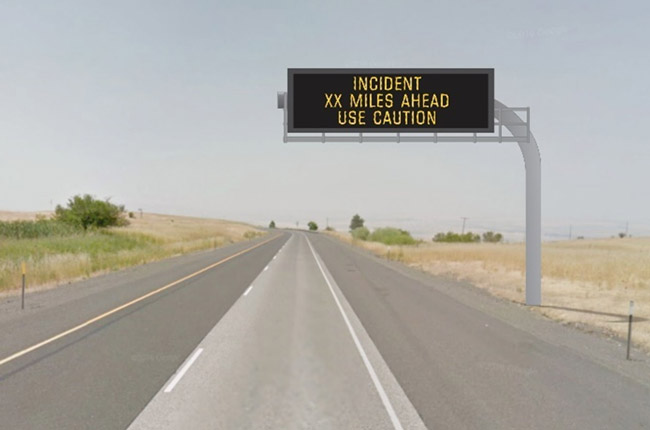 INCIDENT
XX MILES AHEAD
USE CAUTION